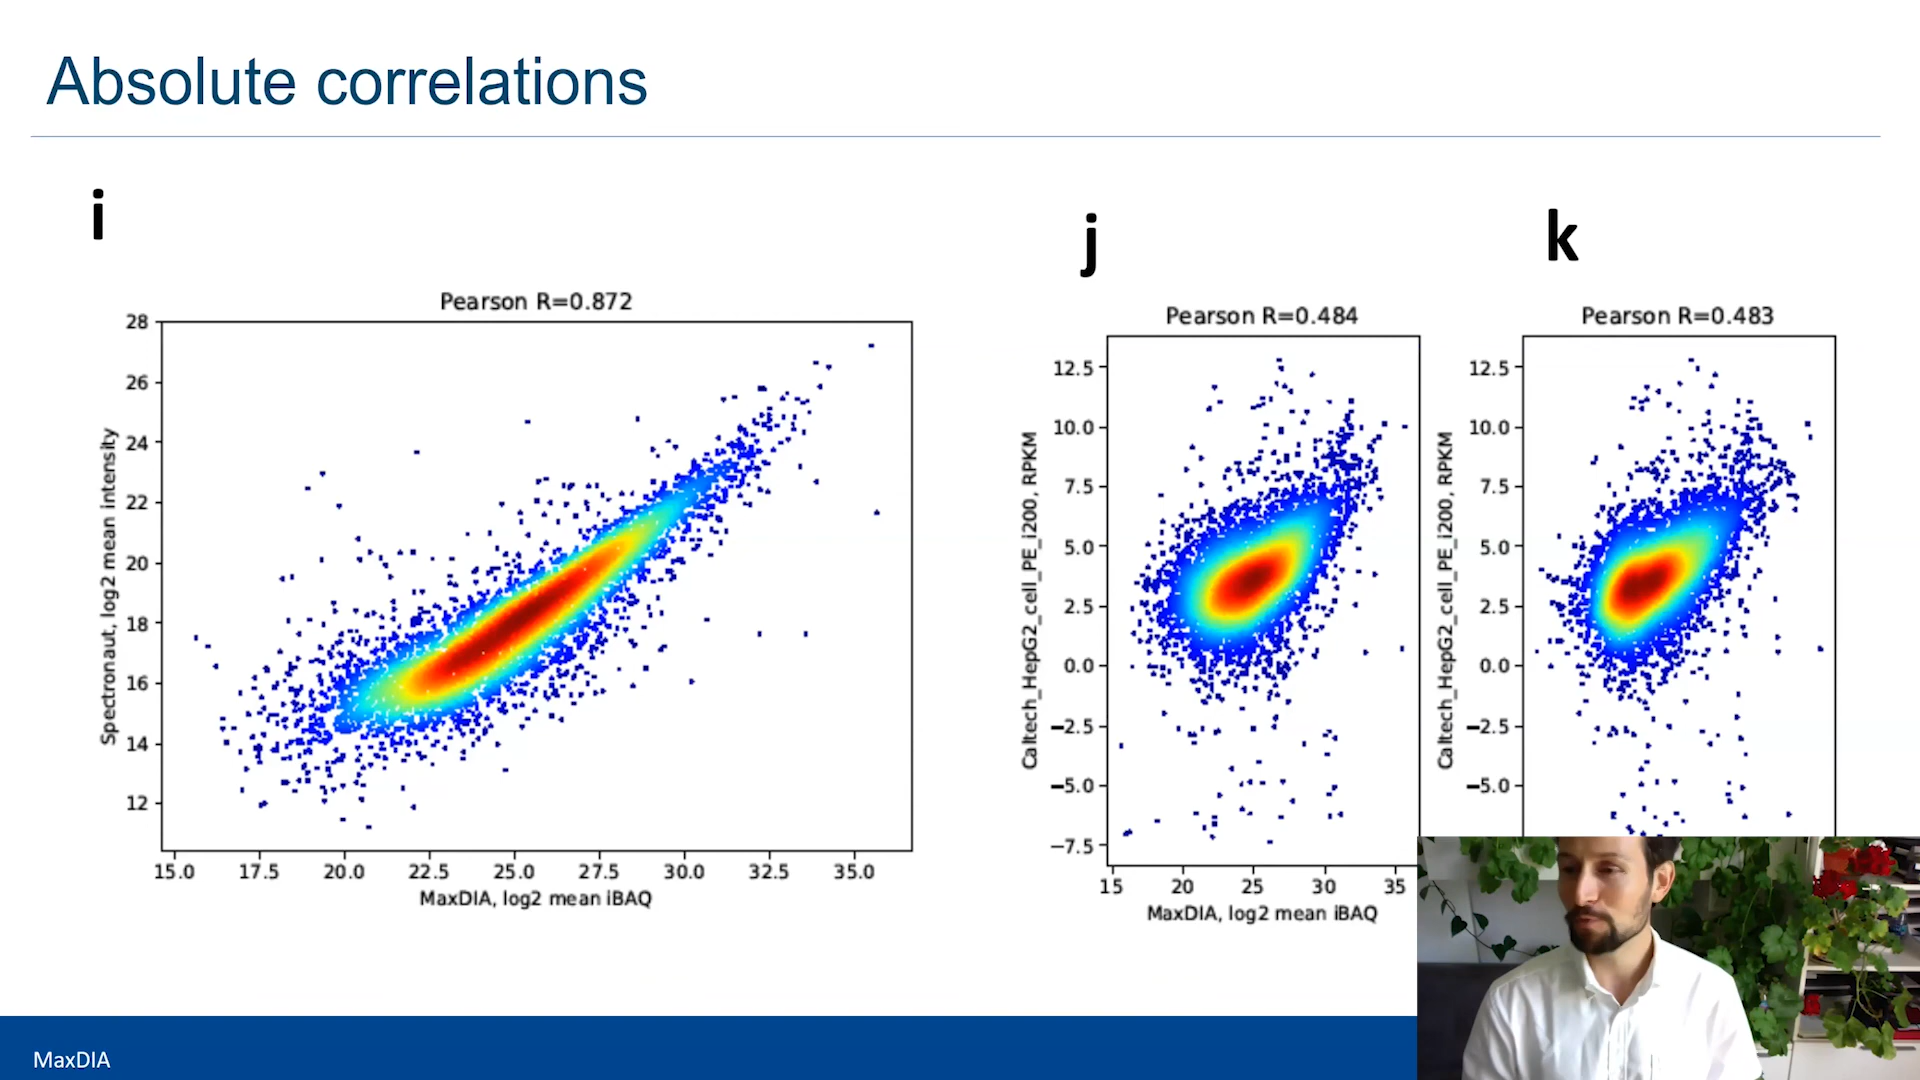 Absolute correlations
i
Pearson R=0.872
28
26
24
22
20
18
16
14
12
Spectronaut, log2 mean intensity
15.0 17.5 20.0 22.5 25.0 27.5 30.0 32.5 35.0
MaxDIA, log2 mean iBAQ
j
Pearson R=0.484
12.5
10.0
7.5
5.0
2.5
0.0
−2.5
−5.0
−7.5
Caltech_HepG2_cell_PE_i200, RPKM
15 20 25 30 35
MaxDIA, log2 mean iBAQ
k
Pearson R=0.483
12.5
10.0
7.5
5.0
2.5
0.0
−2.5
−5.0
Caltech_HepG2_cell_PE_i200, RPKM
MaxDIA